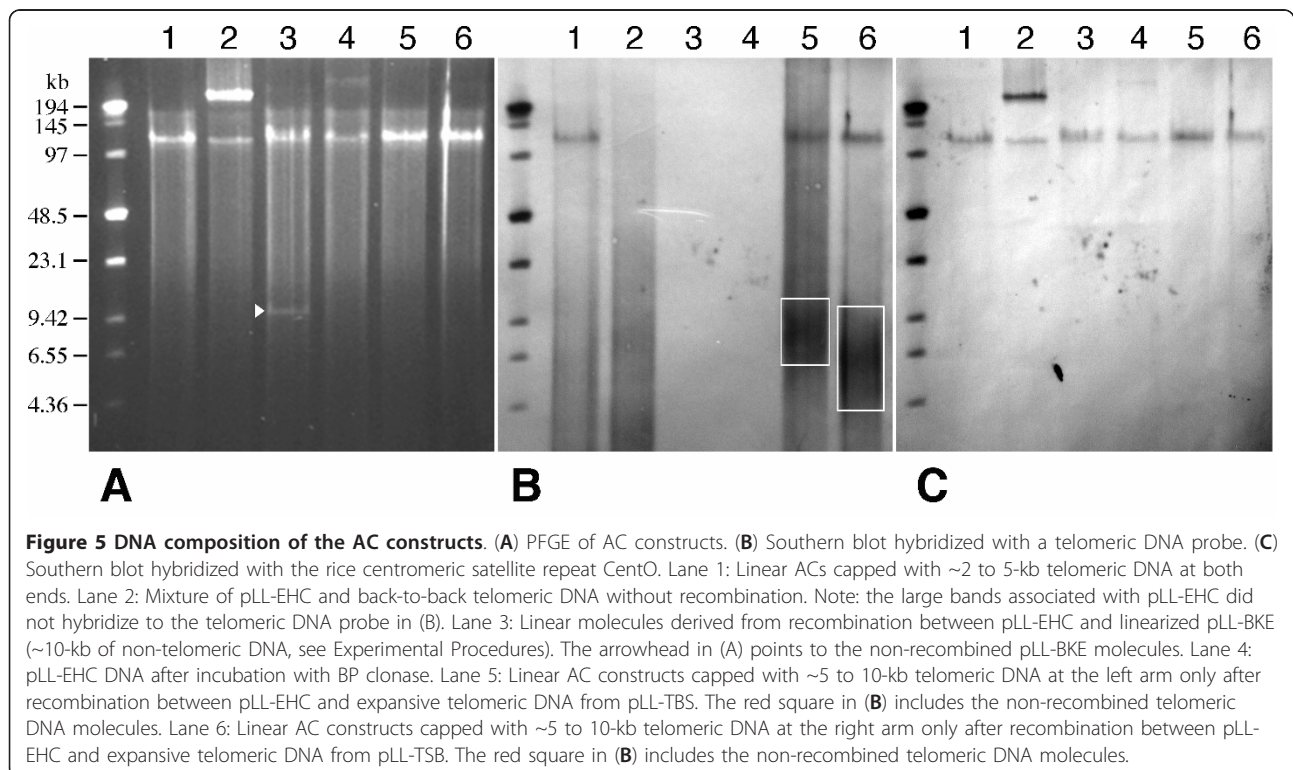 1 2 3 4 5 6 1 2 3 4 5 6 1 2 3 4 5 6
kb
194
145
97
48.5
23.1
9.42
6.55
4.36
A B C
Figure 5 DNA composition of the AC constructs. (A) PFGE of AC constructs. (B) Southern blot hybridized with a telomeric DNA probe. (C)
Southern blot hybridized with the rice centromeric satellite repeat CentO. Lane 1: Linear ACs capped with ~2 to 5-kb telomeric DNA at both
ends. Lane 2: Mixture of pLL-EHC and back-to-back telomeric DNA without recombination. Note: the large bands associated with pLL-EHC did
not hybridize to the telomeric DNA probe in (B). Lane 3: Linear molecules derived from recombination between pLL-EHC and linearized pLL-BKE
(~10-kb of non-telomeric DNA, see Experimental Procedures). The arrowhead in (A) points to the non-recombined pLL-BKE molecules. Lane 4:
pLL-EHC DNA after incubation with BP clonase. Lane 5: Linear AC constructs capped with ~5 to 10-kb telomeric DNA at the left arm only after
recombination between pLL-EHC and expansive telomeric DNA from pLL-TBS. The red square in (B) includes the non-recombined telomeric
DNA molecules. Lane 6: Linear AC constructs capped with ~5 to 10-kb telomeric DNA at the right arm only after recombination between pLL-
EHC and expansive telomeric DNA from pLL-TSB. The red square in (B) includes the non-recombined telomeric DNA molecules.